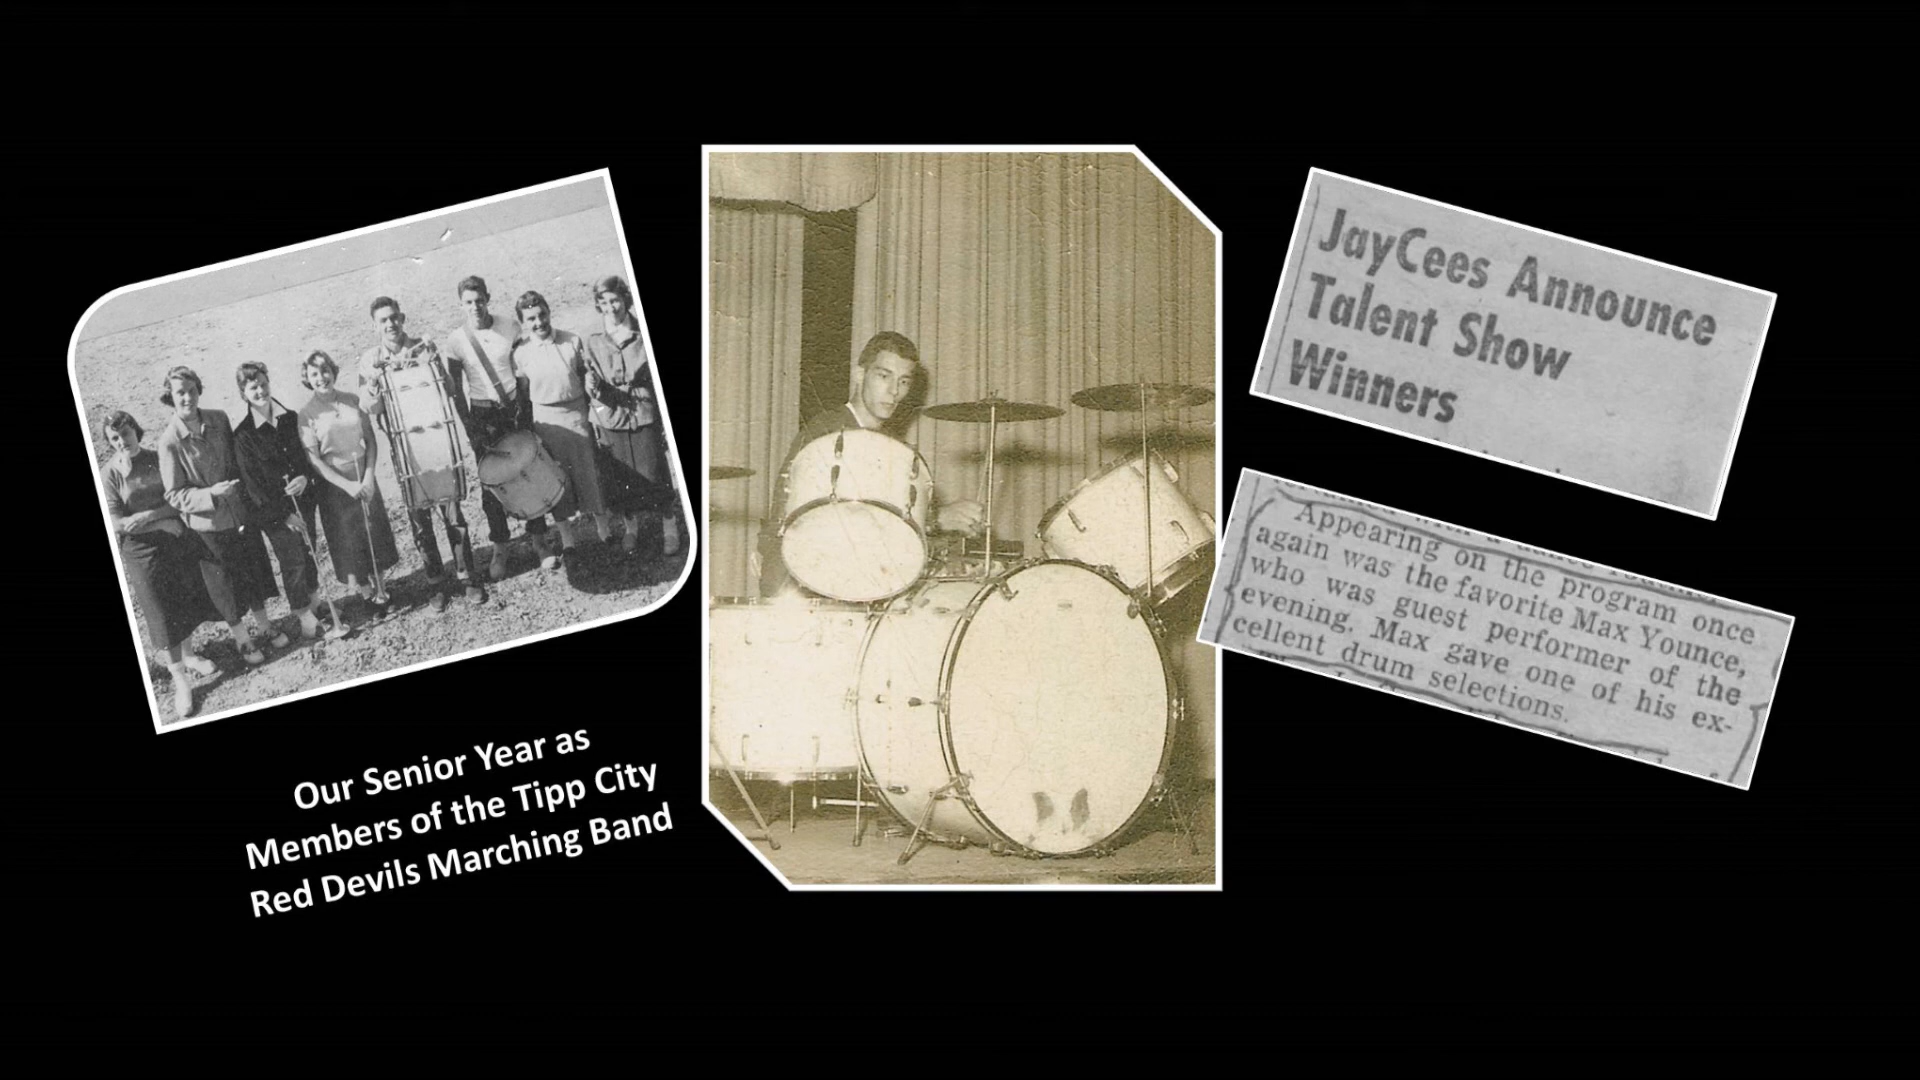 Our Senior Year as
Members of the Tipp City
Red Devils Marching Band
JayCees Announce
Talent Show
Winners
Appearing on the program once
again was the favorite Max Younce,
who was guest performer of the
evening. Max gave one of his ex-
cellent drum selections.